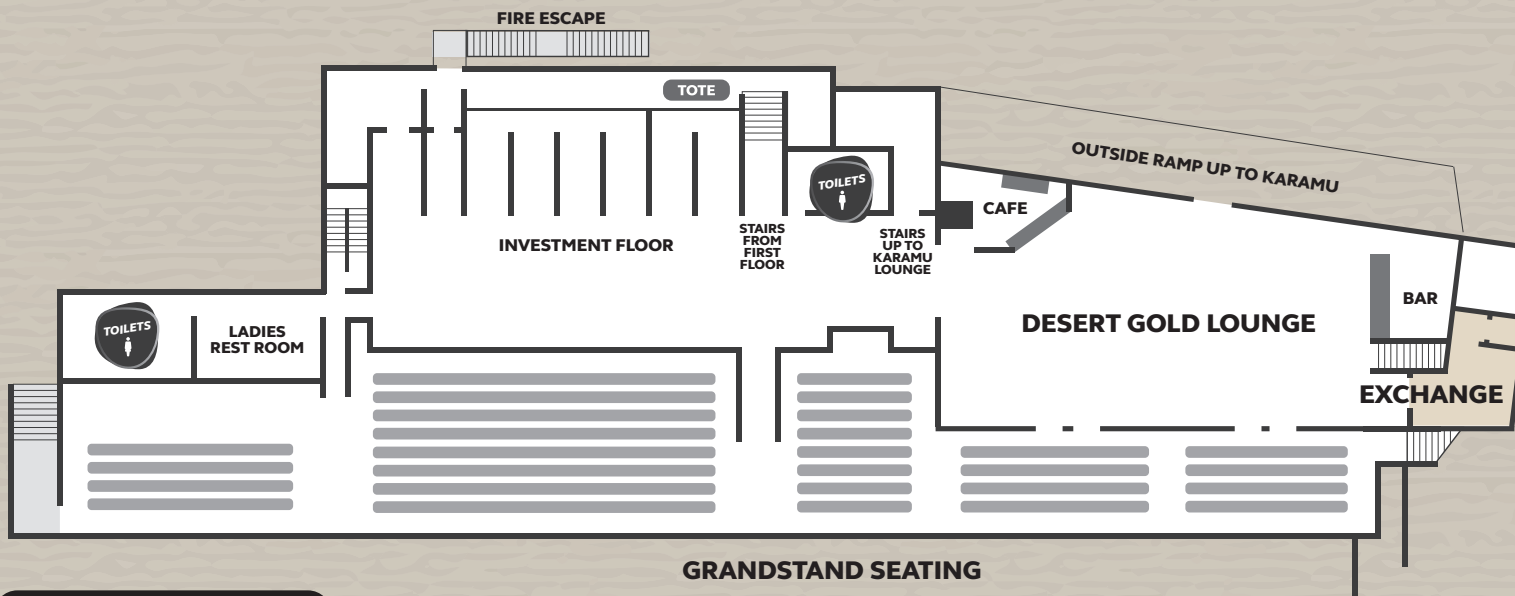 FIRE ESCAPE
TOTE
OUTSIDE RAMP UP TO KARAMU
TOILETS
CAFE
INVESTMENT FLOOR
STAIRS
FROM
FIRST
FLOOR
STAIRS
UP TO
KARAMU
LOUNGE
BAR
TOILETS
LADIES
REST ROOM
DESERT GOLD LOUNGE
EXCHANGE
GRANDSTAND SEATING